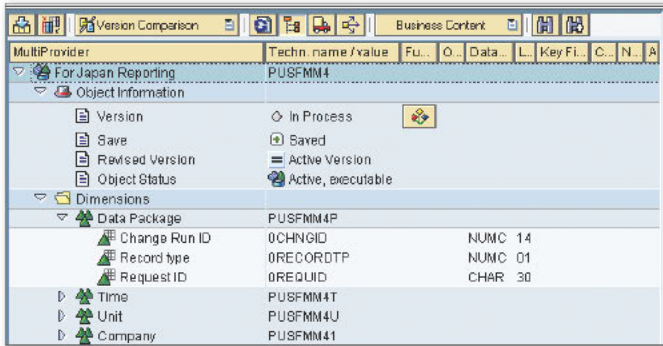 Version Comparison Business Content
MultiProvider Techn. name / value Fu... O... Data... L... Key Fi... C... N... A
For Japan Reporting PUSFMM4
Object Information
Version In Process
Save Saved
Revised Version = Active Version
Object Status Active, executable
Dimensions
Data Package PUSFMM4P
Change Run ID 0CHNGID NUMC 14
Record type 0RECORDTP NUMC 01
Request ID 0REQUID CHAR 30
Time PUSFMM4T
Unit PUSFMM4U
Company PUSFMM41